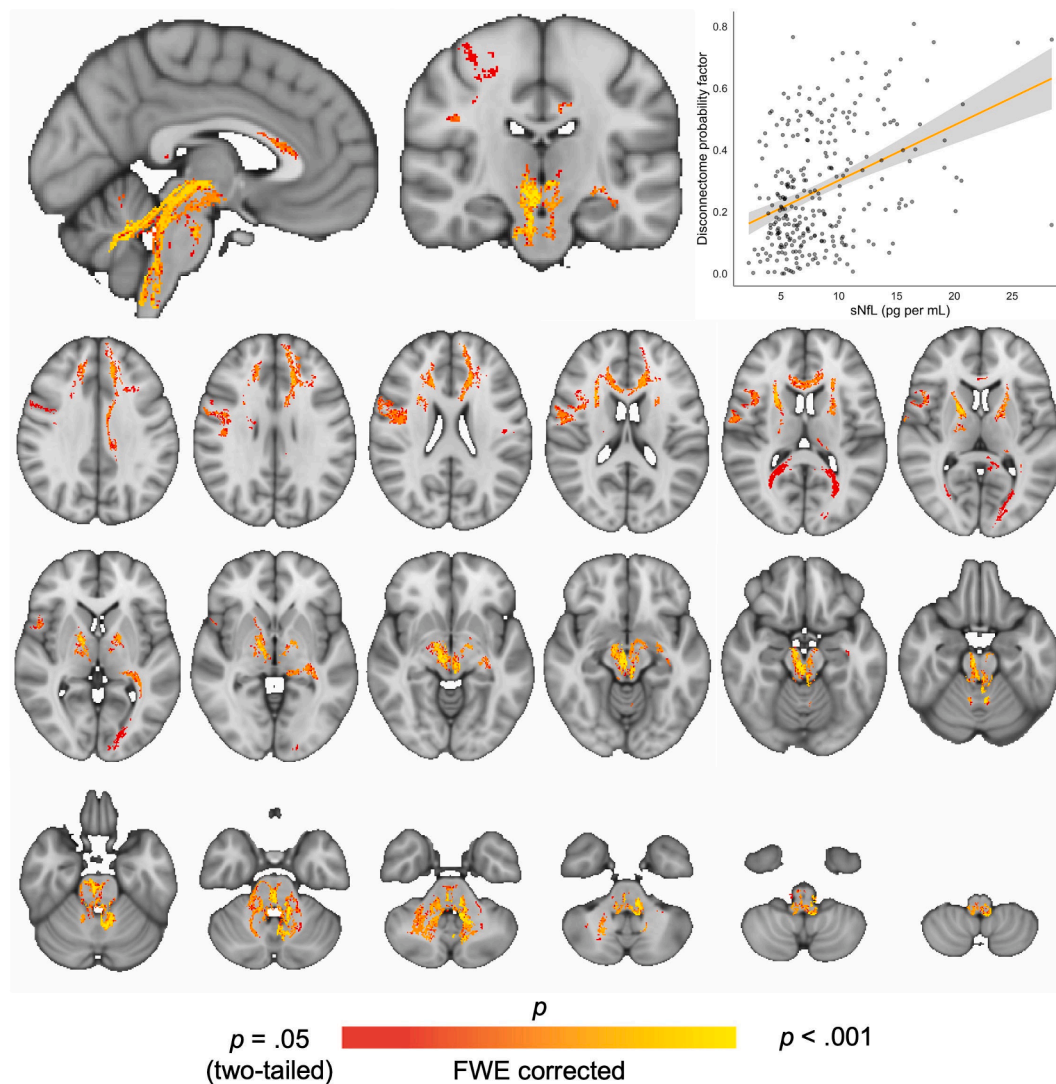 Disconnectome probability factor
0.8
0.6
0.4
0.2
0.0
5
10
15
20
25
sNfL (pg per mL)
p
p = .05
(two-tailed)
FWE corrected
p < .001